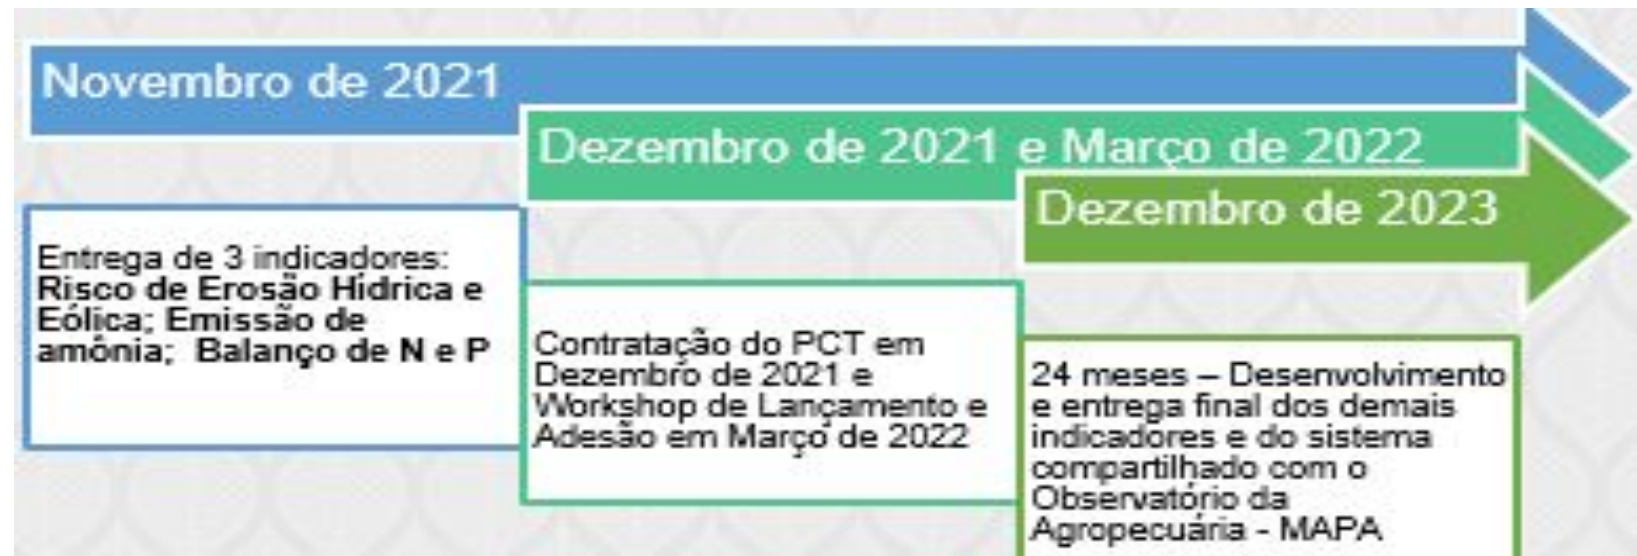 Novembro de 2021
Dezembro de 2021 e Março de 2022
Dezembro de 2023
Entrega de 3 indicadores:
Risco de Erosão Hídrica e
Eólica; Emissão de
amônia; Balanço de N e P
Contratação do PCT em
Dezembro de 2021 e
Workshop de Lançamento e
Adesão em Março de 2022
24 meses – Desenvolvimento
e entrega final dos demais
indicadores e do sistema
compartilhado com o
Observatório da
Agropecuária - MAPA